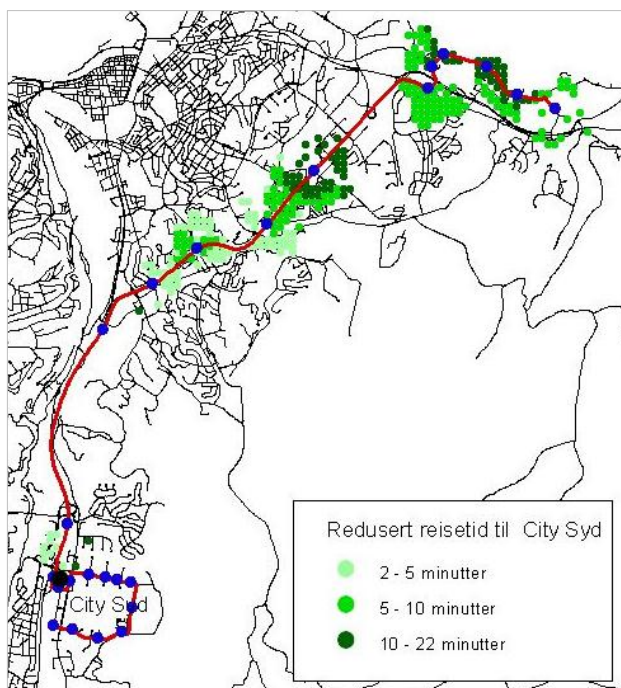 City Syd
Redusert reisetid til City Syd
2 - 5 minutter
5 - 10 minutter
10 - 22 minutter